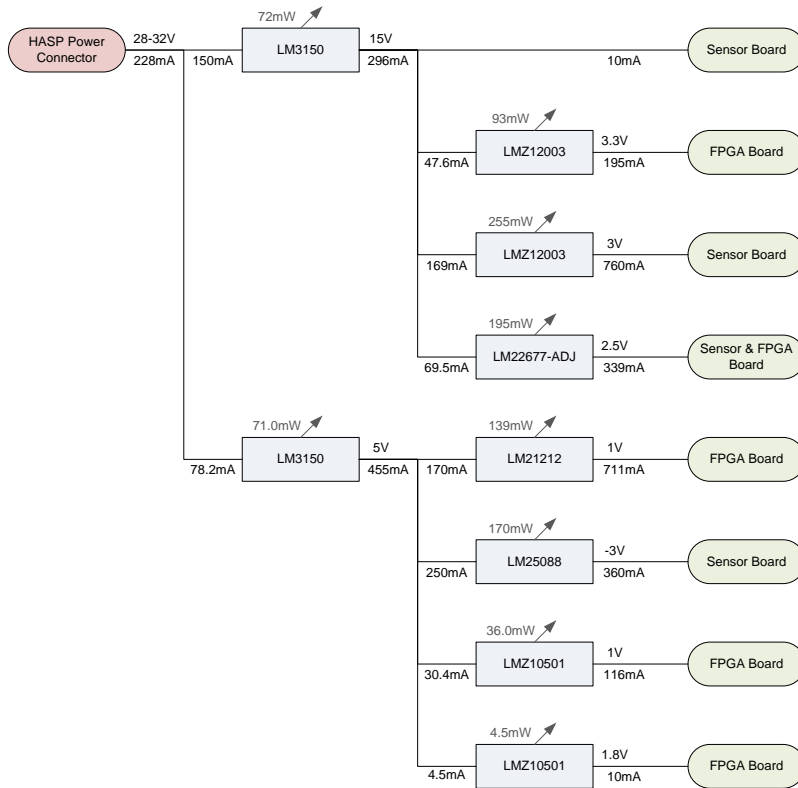 72mW
HASP Power
Connector
28-32V
228mA
150mA
LM3150
15V
296mA
10mA
Sensor Board
93mW
47.6mA
LMZ12003
3.3V
195mA
FPGA Board
255mW
169mA
LMZ12003
3V
760mA
Sensor Board
195mW
69.5mA
LM22677-ADJ
2.5V
339mA
Sensor & FPGA
Board
71.0mW
78.2mA
LM3150
5V
455mA
139mW
170mA
LM21212
1V
711mA
FPGA Board
170mW
250mA
LM25088
-3V
360mA
Sensor Board
36.0mW
30.4mA
LMZ10501
1V
116mA
FPGA Board
4.5mW
4.5mA
LMZ10501
1.8V
10mA
FPGA Board